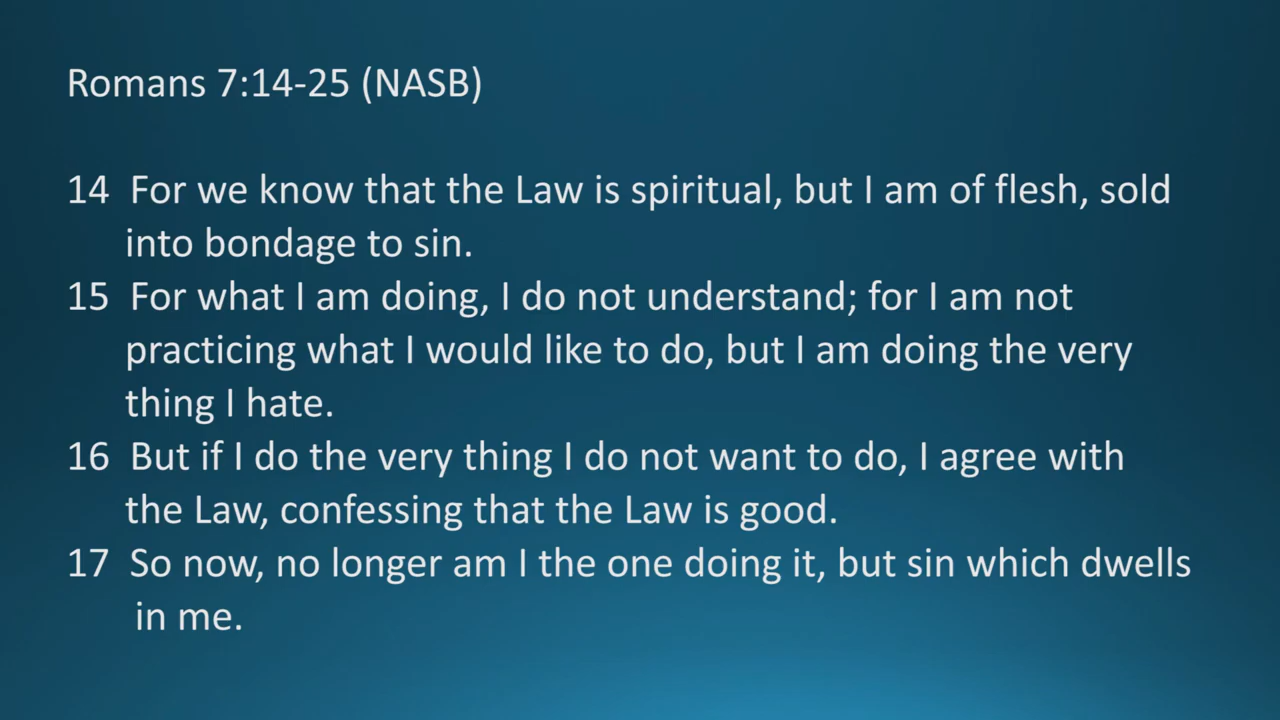 Romans 7:14-25 (NASB)
14 For we know that the Law is spiritual, but I am of flesh, sold
into bondage to sin.
15 For what I am doing, I do not understand; for I am not
practicing what I would like to do, but I am doing the very
thing I hate.
16 But if I do the very thing I do not want to do, I agree with
the Law, confessing that the Law is good.
17 So now, no longer am I the one doing it, but sin which dwells
in me.